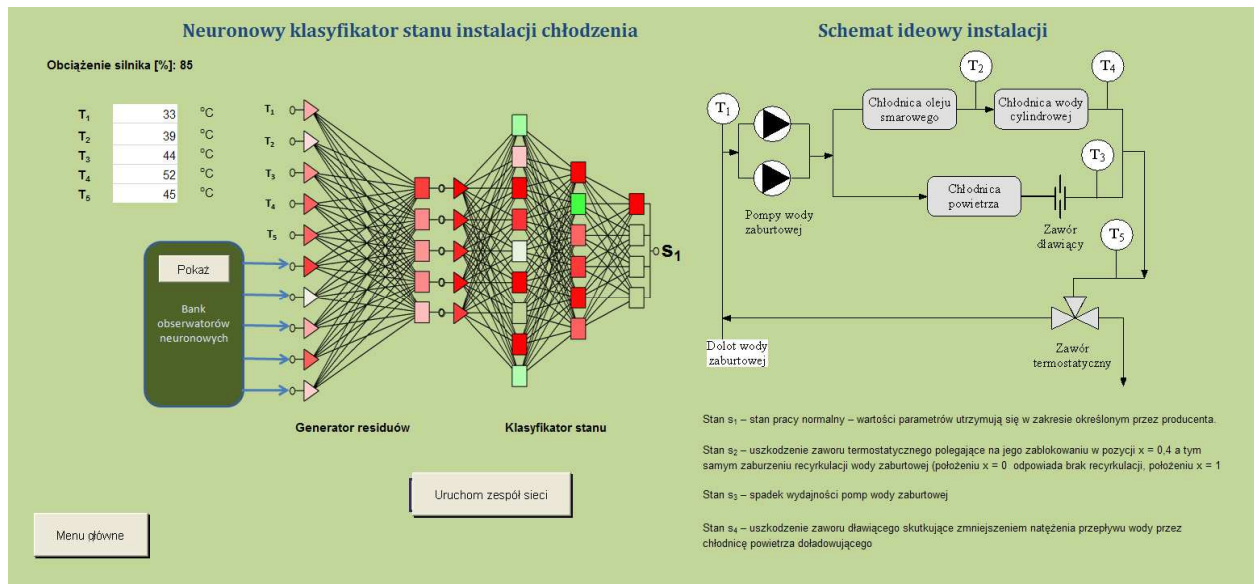 Neuronowy klasyfikator stanu instalacji chłodzenia
Obciążenie silnika [%]: 85
T₁ 33 °C
T₂ 39 °C
T₃ 44 °C
T₄ 52 °C
T₅ 45 °C
T₁
T₂
T₃
T₄
T₅
Pokaż
Bank
obserwatorów
neuronowych
s₁
Generator residuów
Klasyfikator stanu
Uruchom zespół sieci
Menu główne
Schemat ideowy instalacji
T₁
T₂
T₄
Chłodnica oleju
smarowego
Chłodnica wody
cylindrowej
T₃
Chłodnica
powietrza
Pompy wody
zaburtowej
Zawór
dławiący
T₅
Dolot wody
zaburtowej
Zawór
termostatyczny
Stan s₁ – stan pracy normalny – wartości parametrów utrzymują się w zakresie określonym przez producenta.
Stan s₂ – uszkodzenie zaworu termostatycznego polegające na jego zablokowaniu w pozycji x = 0,4 a tym
samym zaburzeniu recyrkulacji wody zaburtowej (położeniu x = 0 odpowiada brak recyrkulacji, położeniu x = 1
Stan s₃ – spadek wydajności pomp wody zaburtowej
Stan s₄ – uszkodzenie zaworu dławiącego skutkujące zmniejszeniem natężenia przepływu wody przez
chłodnicę powietrza doładowującego